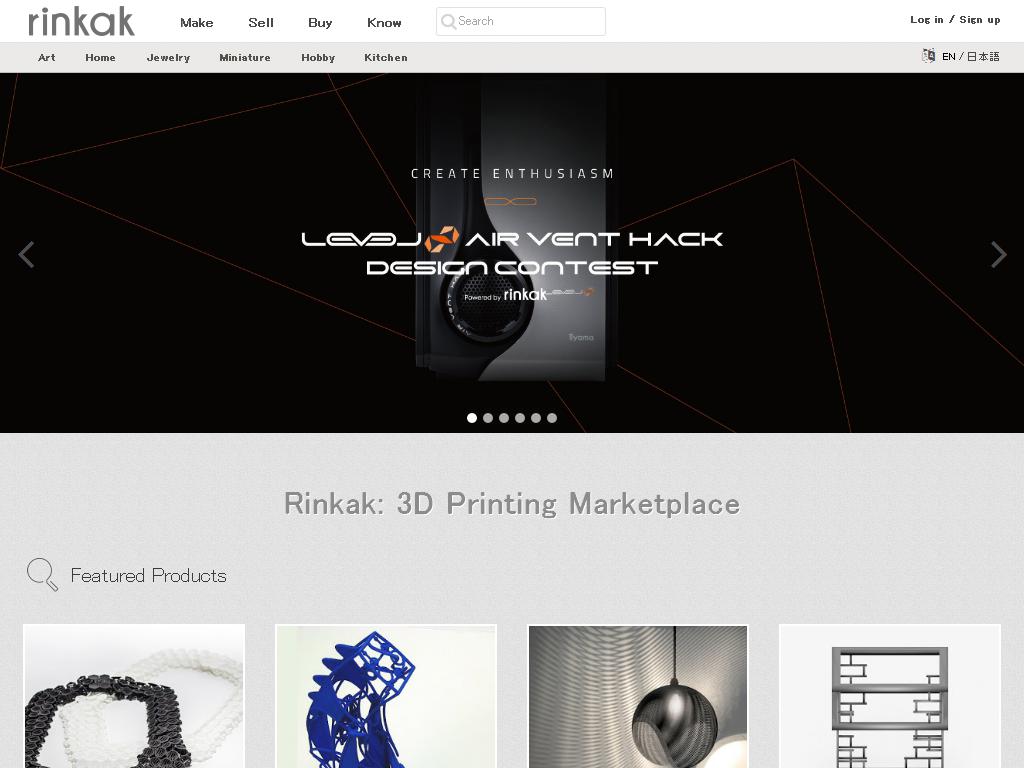 rinkak
Make Sell Buy Know Search
Log in / Sign up
Art Home Jewelry Miniature Hobby Kitchen
EN / 日本語
CREATE ENTHUSIASM
LEVEL AIR VENT HACK
DESIGN CONTEST
Powered by rinkak LEVEL
iiyama
Rinkak: 3D Printing Marketplace
Featured Products